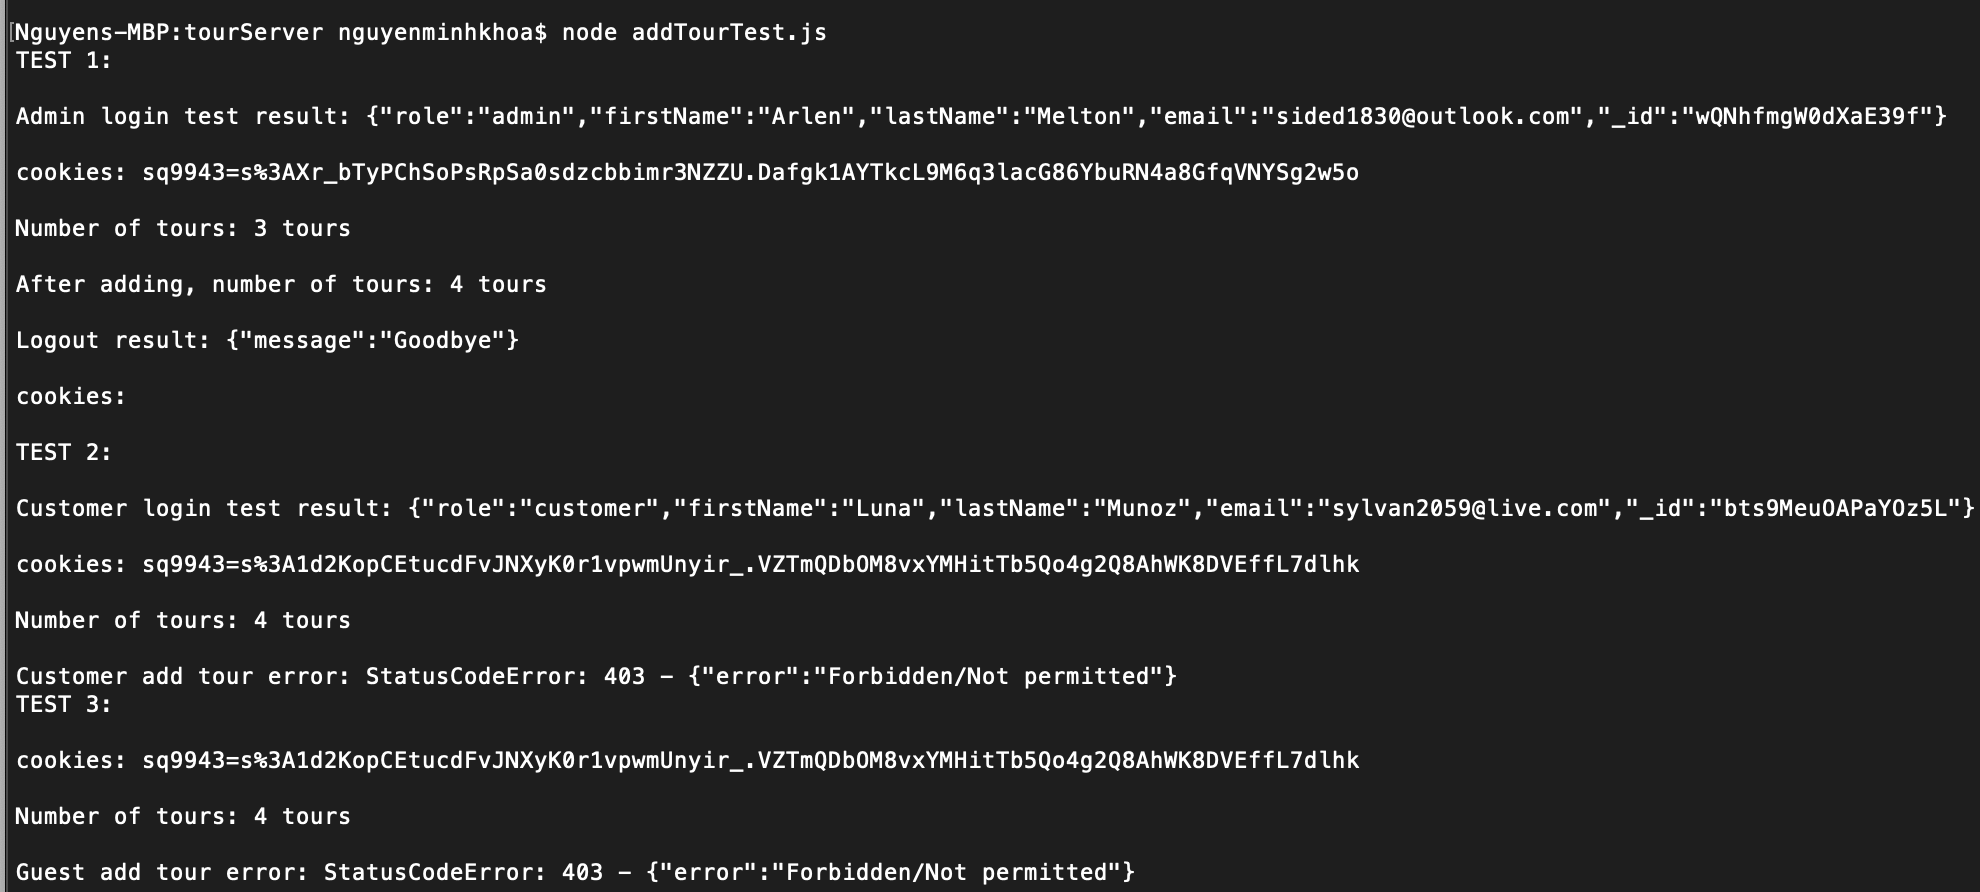 [Nguyens-MBP:tourServer nguyenminhkhoa$ node addTourTest.js
TEST 1:
Admin login test result: {"role":"admin","firstName":"Arlen","lastName":"Melton","email":"sided1830@outlook.com","_id":"wQNhfmgW0dXaE39f"}
cookies: sq9943=s%3AXr_bTyPChSoPsRpSa0sdzcbbimr3NZZU.Dafgk1AYTkcL9M6q3lacG86YbuRN4a8GfqVNYSg2w5o
Number of tours: 3 tours
After adding, number of tours: 4 tours
Logout result: {"message":"Goodbye"}
cookies:
TEST 2:
Customer login test result: {"role":"customer","firstName":"Luna","lastName":"Munoz","email":"sylvan2059@live.com","_id":"bts9MeuOAPaYOz5L"}
cookies: sq9943=s%3A1d2KopCEtucdFvJNXyK0r1vpwmUnyir_.VZTmQDbOM8vxYMHitTb5Qo4g2Q8AhWK8DVEffL7dlhk
Number of tours: 4 tours
Customer add tour error: StatusCodeError: 403 - {"error":"Forbidden/Not permitted"}
TEST 3:
cookies: sq9943=s%3A1d2KopCEtucdFvJNXyK0r1vpwmUnyir_.VZTmQDbOM8vxYMHitTb5Qo4g2Q8AhWK8DVEffL7dlhk
Number of tours: 4 tours
Guest add tour error: StatusCodeError: 403 - {"error":"Forbidden/Not permitted"}